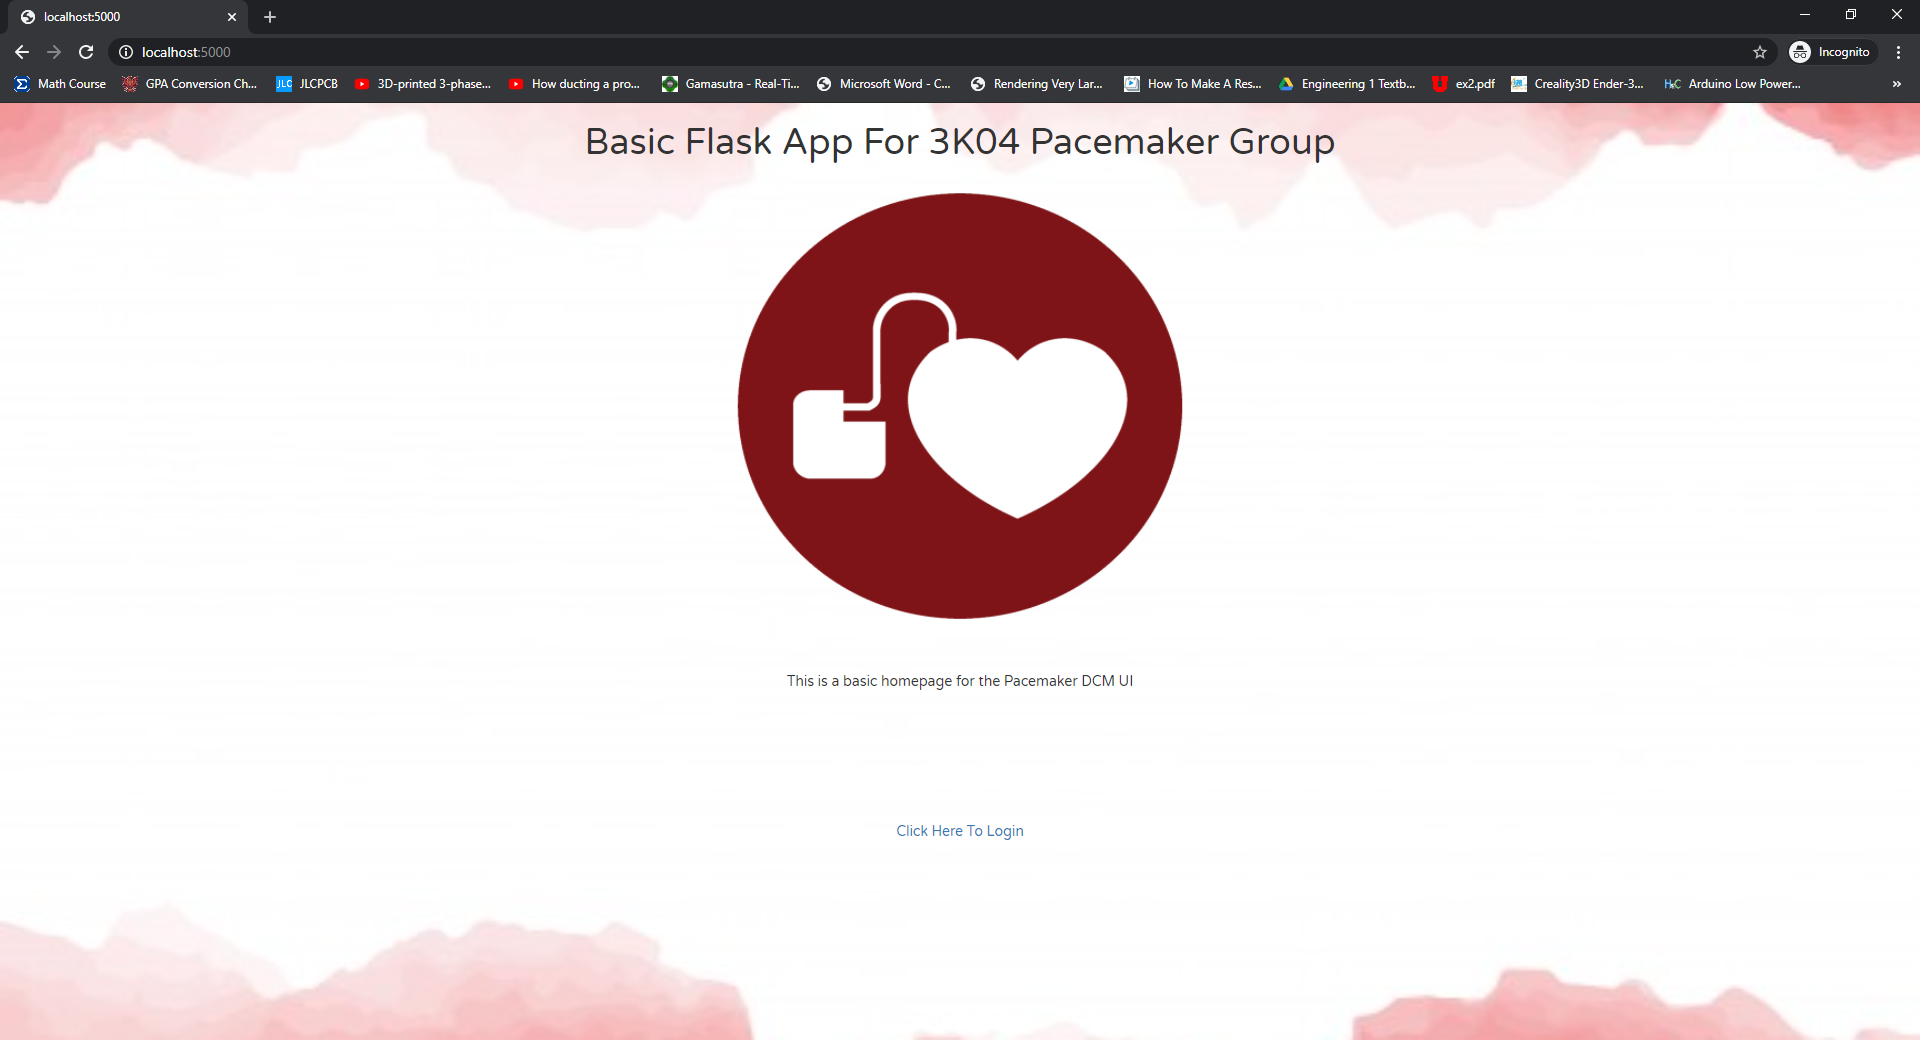 localhost:5000
localhost:5000
Incognito
Math Course
GPA Conversion Ch...
JLC
JLCPCB
3D-printed 3-phase...
How ducting a pro...
Gamasutra - Real-Ti...
Microsoft Word - C...
Rendering Very Lar...
How To Make A Res...
Engineering 1 Textb...
ex2.pdf
Creality3D Ender-3...
Arduino Low Power...
Basic Flask App For 3K04 Pacemaker Group
This is a basic homepage for the Pacemaker DCM UI
Click Here To Login